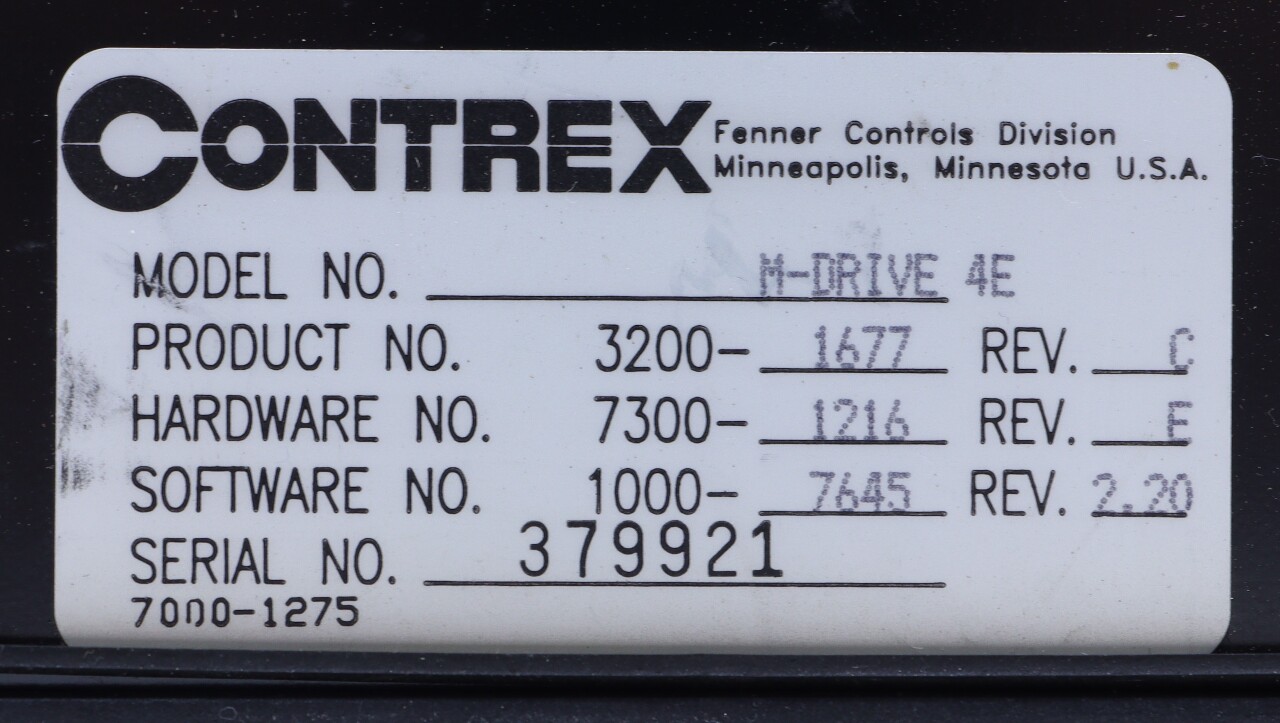 CONTREX Fenner Controls Division
Minneapolis, Minnesota U.S.A.
MODEL NO. M-DRIVE 4E
PRODUCT NO. 3200-1677 REV. C
HARDWARE NO. 7300-1216 REV. E
SOFTWARE NO. 1000-7645 REV. 2.20
SERIAL NO. 379921
7000-1275